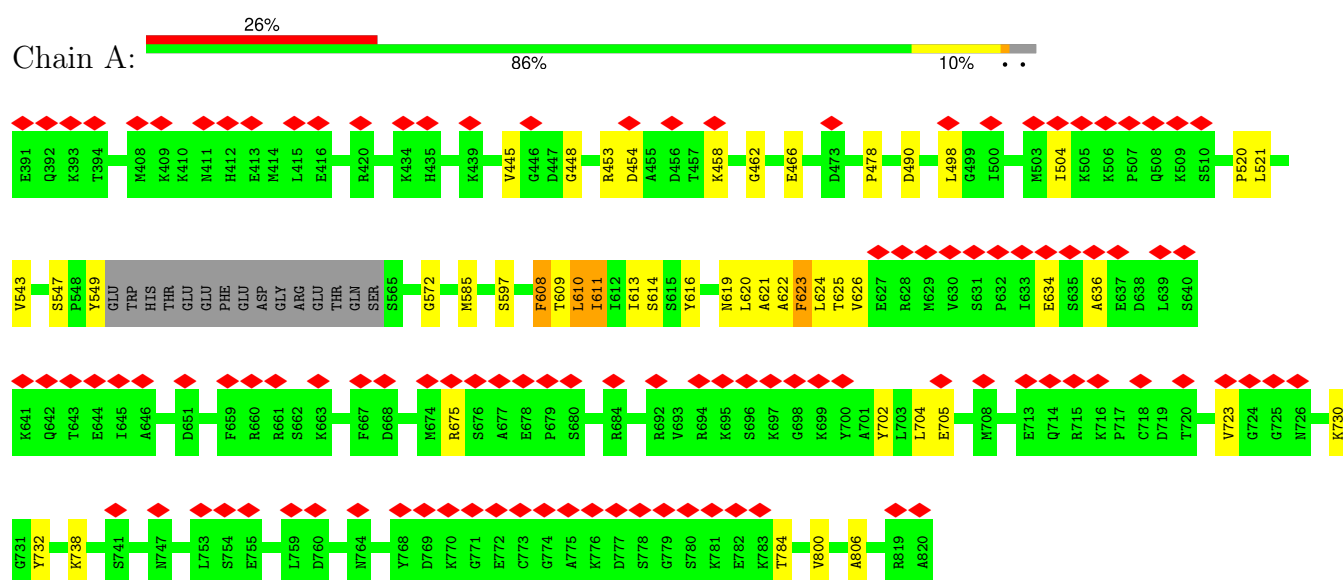 26%
Chain A:
86% 10% • •
E391 Q392 K393 T394 M408 K409 K410 N411 H412 E413 M414 L415 E416 R420 K434 H435 K439 V445 G446 D447 G448 R453 D454 A455 D456 T457 K458 G462 E466 D473 P478 D490 L498 G499 I500 M503 I504 K505 K506 P507 Q508 K509 S510 P520 L521
V543 S547 P548 Y549 GLU TRP HIS THR GLU GLU PHE GLU ASP GLY ARG GLU THR GLN SER S565 G572 M585 S597 F608 T609 L610 I611 I612 I613 S614 S615 Y616 N619 L620 A621 A622 F623 L624 T625 V626 E627 R628 M629 V630 S631 P632 I633 E634 S635 A636 E637 D638 L639 S640
K641 Q642 T643 E644 I645 A646 D651 F659 R660 R661 S662 K663 F667 D668 M674 R675 S676 A677 E678 P679 S680 R684 R692 V693 R694 K695 S696 K697 G698 K699 Y700 A701 Y702 L703 L704 E705 M708 E713 Q714 R715 K716 P717 C718 D719 T720 V723 G724 G725 N726 K730
G731 Y732 K738 S741 N747 L753 S754 E755 L759 D760 N764 Y768 D769 K770 G771 E772 C773 G774 A775 K776 D777 S778 G779 S780 K781 E782 K783 T784 V800 A806 R819 A820